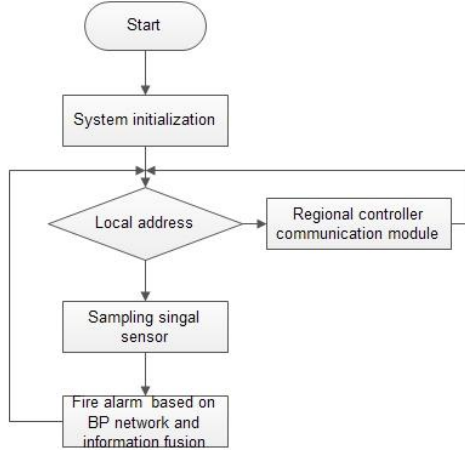 Start
System initialization
Local address
Regional controller
communication module
Sampling singal
sensor
Fire alarm based on
BP network and
information fusion